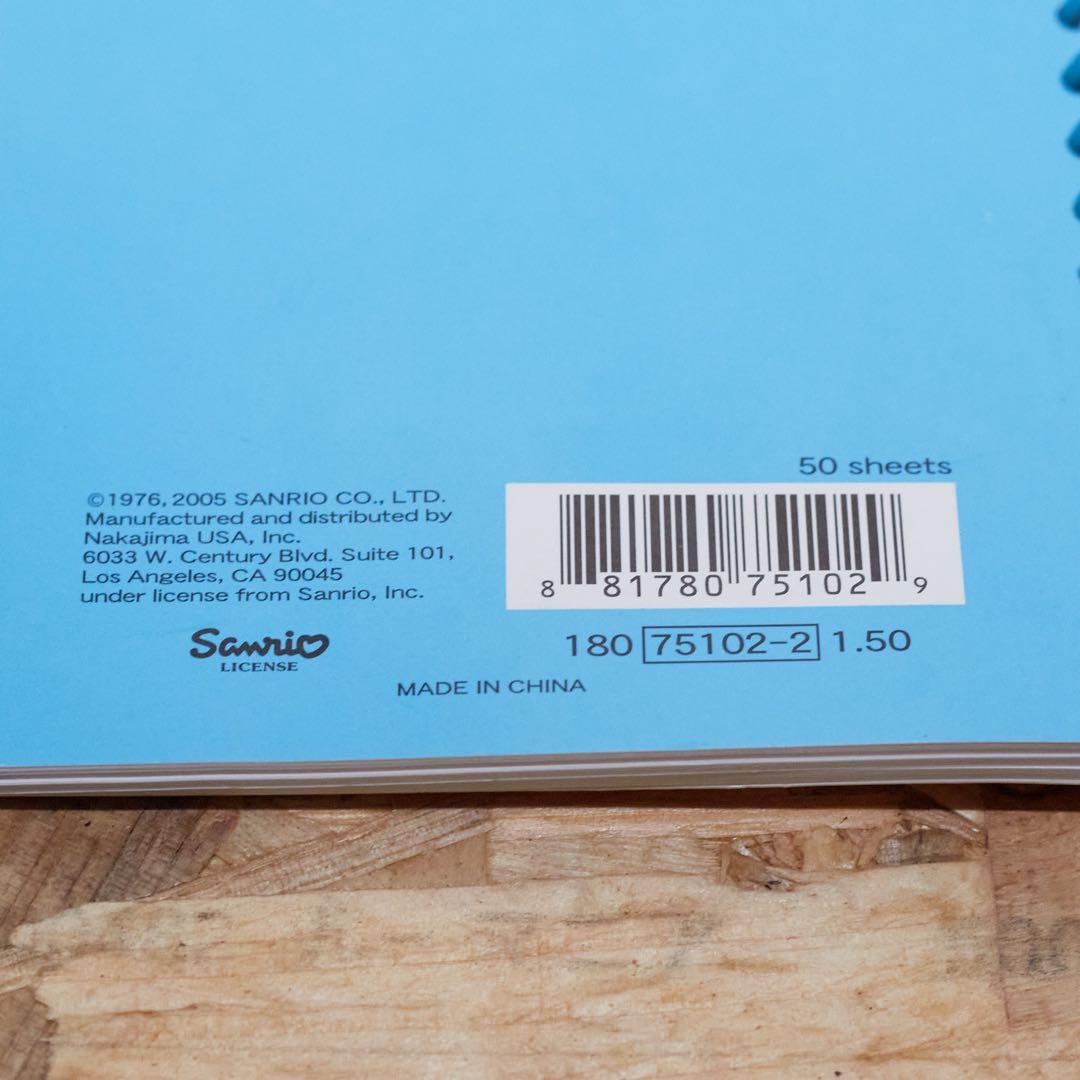 50 sheets
©1976, 2005 SANRIO CO., LTD.
Manufactured and distributed by
Nakajima USA, Inc.
6033 W. Century Blvd. Suite 101,
Los Angeles, CA 90045
under license from Sanrio, Inc.
Sanrio
LICENSE
8 81780 75102 9
180 75102-2 1.50
MADE IN CHINA